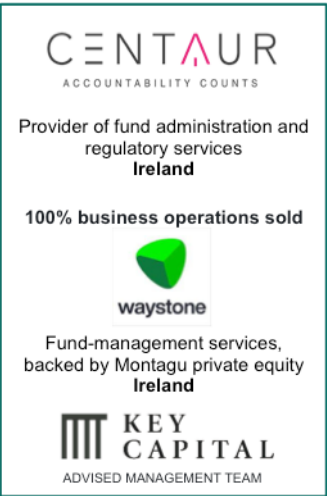 CENTAUR
ACCOUNTABILITY COUNTS
Provider of fund administration and
regulatory services
Ireland
100% business operations sold
waystone
Fund-management services,
backed by Montagu private equity
Ireland
KEY
CAPITAL
ADVISED MANAGEMENT TEAM